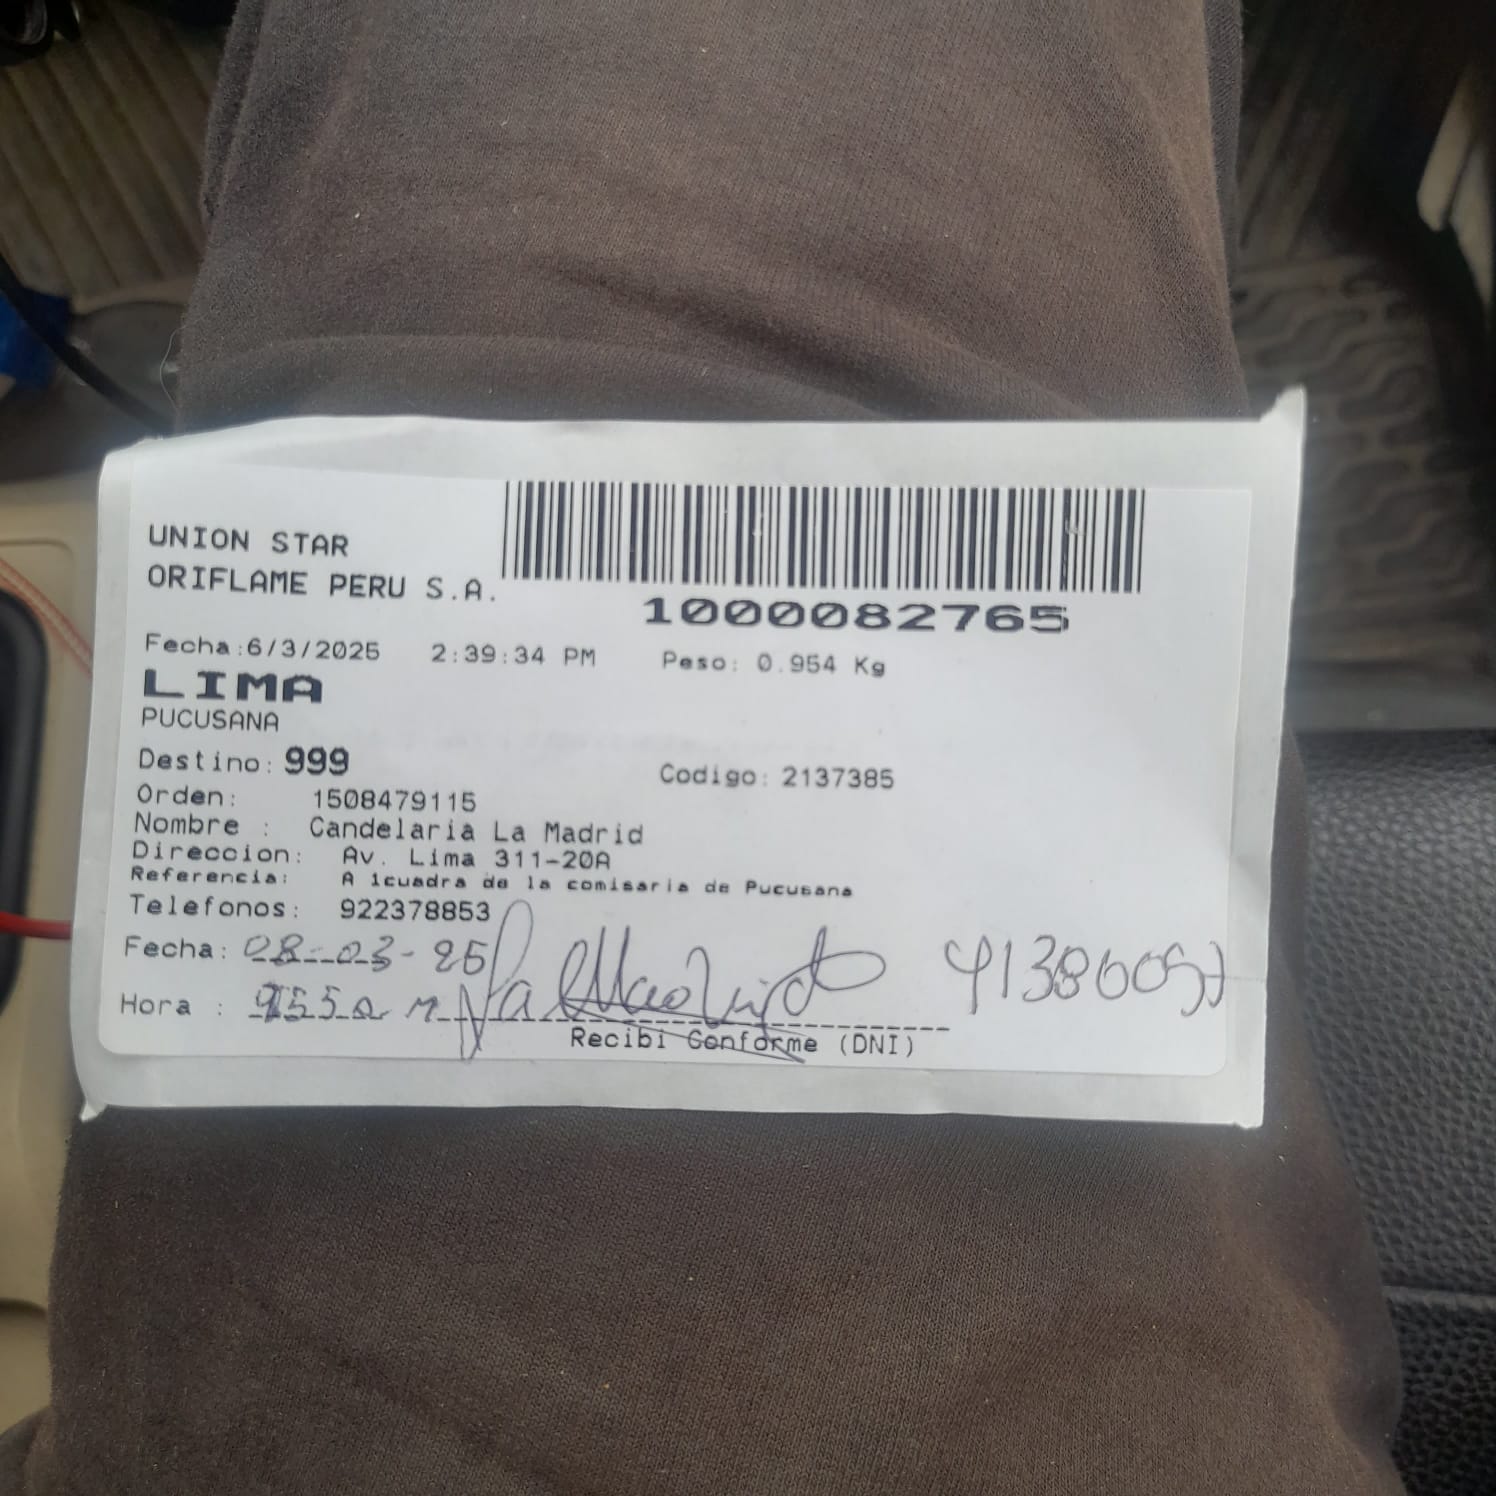 UNION STAR
ORIFLAME PERU S.A.
1000082765
Fecha:6/3/2025 2:39:34 PM Peso: 0.954 Kg
LIMA
PUCUSANA
Destino: 999 Codigo: 2137385
Orden: 1508479115
Nombre : Candelaria La Madrid
Direccion: Av. Lima 311-20A
Referencia: A 1cuadra de la comisaria de Pucusana
Telefonos: 922378853
Fecha: 08-03-25
Hora :
Recibi Conforme (DNI)